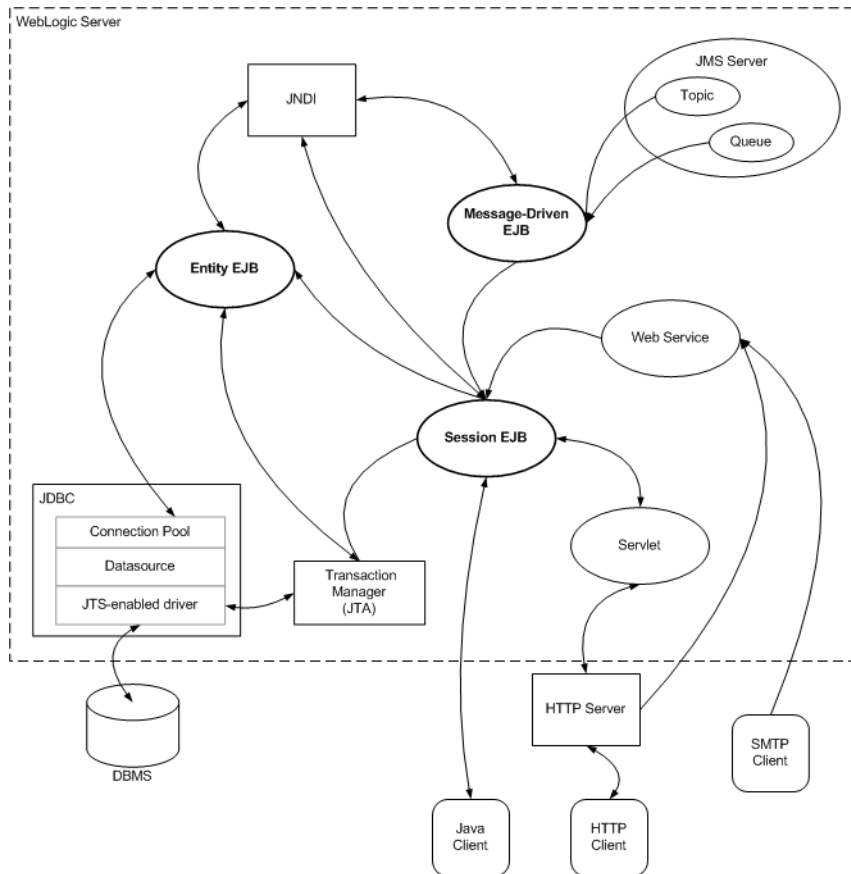 WebLogic Server
JNDI
JMS Server
Topic
Queue
Message-Driven
EJB
Entity EJB
Web Service
Session EJB
JDBC
Connection Pool
Datasource
JTS-enabled driver
Transaction
Manager
(JTA)
Servlet
HTTP Server
DBMS
SMTP
Client
Java
Client
HTTP
Client